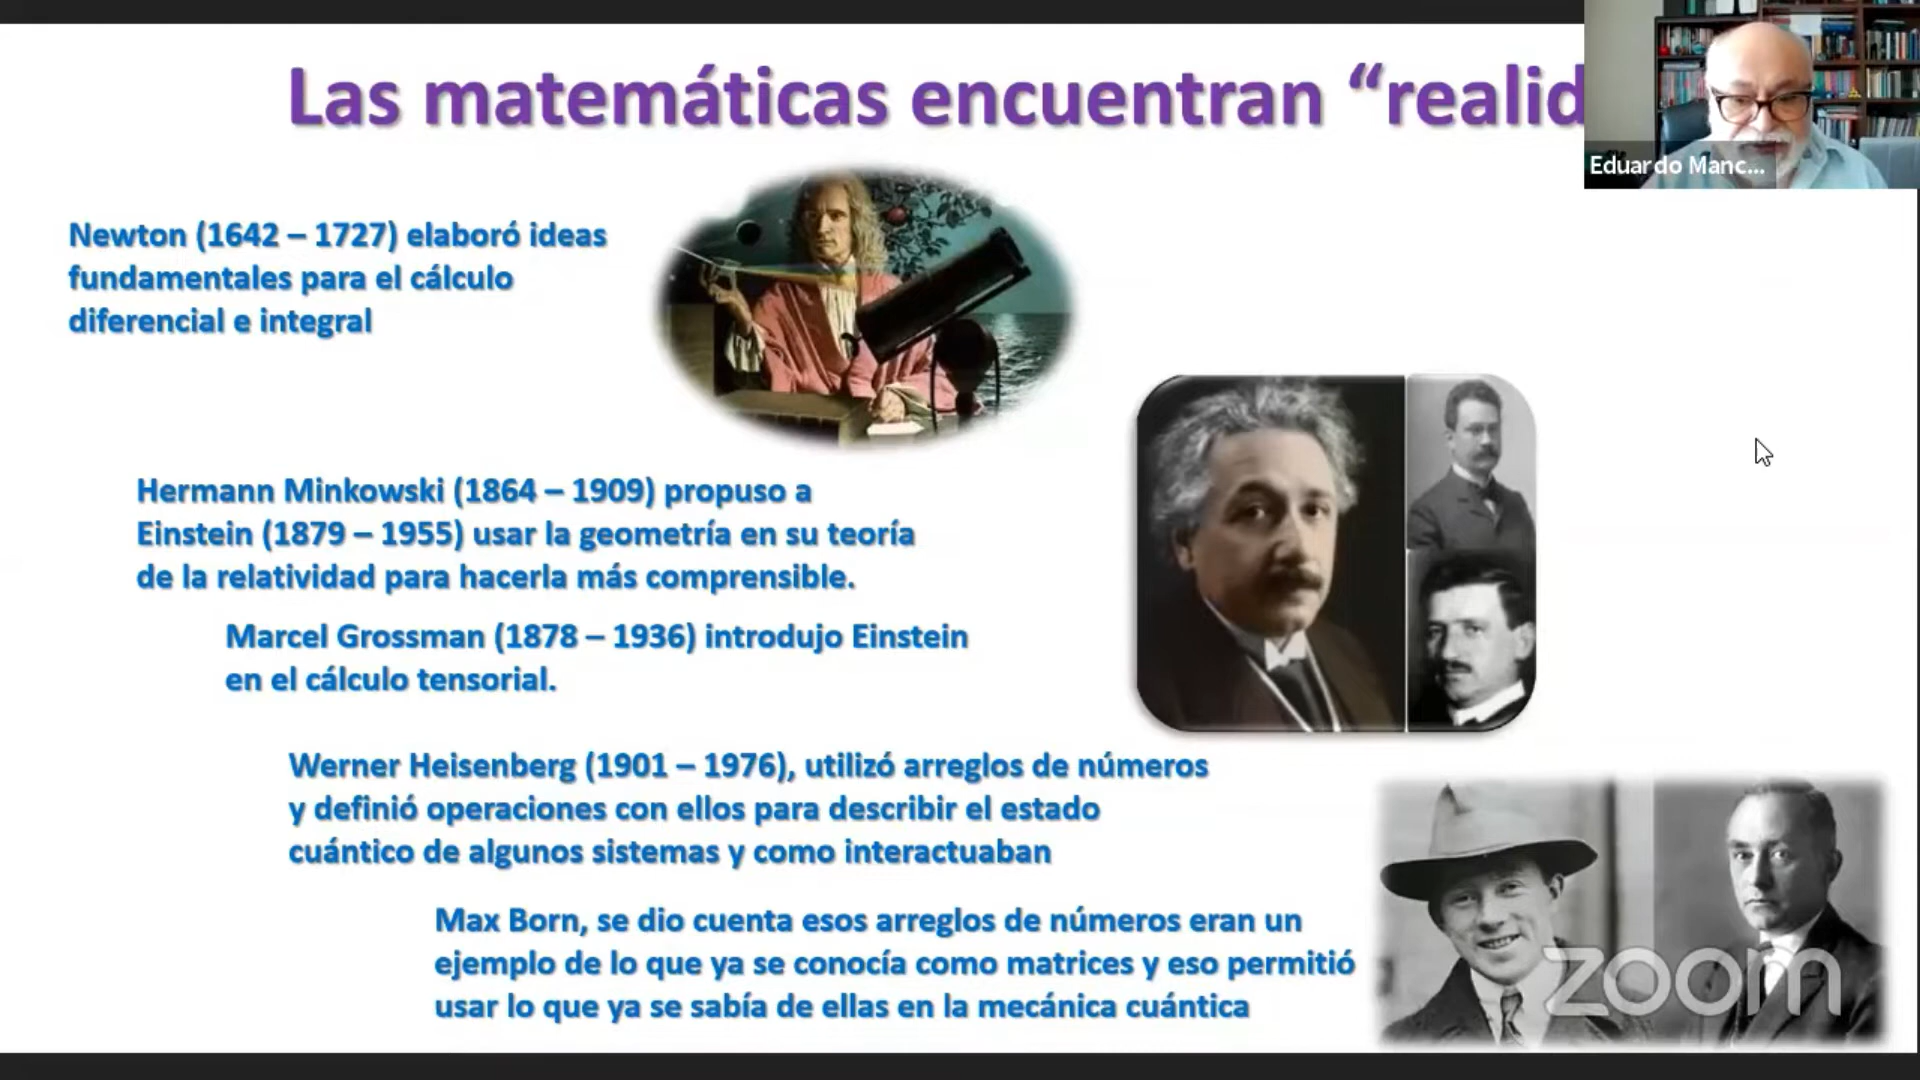 Las matemáticas encuentran “realid
Eduardo Manc...
Newton (1642 – 1727) elaboró ideas
fundamentales para el cálculo
diferencial e integral
Hermann Minkowski (1864 – 1909) propuso a
Einstein (1879 – 1955) usar la geometría en su teoría
de la relatividad para hacerla más comprensible.
Marcel Grossman (1878 – 1936) introdujo Einstein
en el cálculo tensorial.
Werner Heisenberg (1901 – 1976), utilizó arreglos de números
y definió operaciones con ellos para describir el estado
cuántico de algunos sistemas y como interactuaban
Max Born, se dio cuenta esos arreglos de números eran un
ejemplo de lo que ya se conocía como matrices y eso permitió
usar lo que ya se sabía de ellas en la mecánica cuántica
zoom